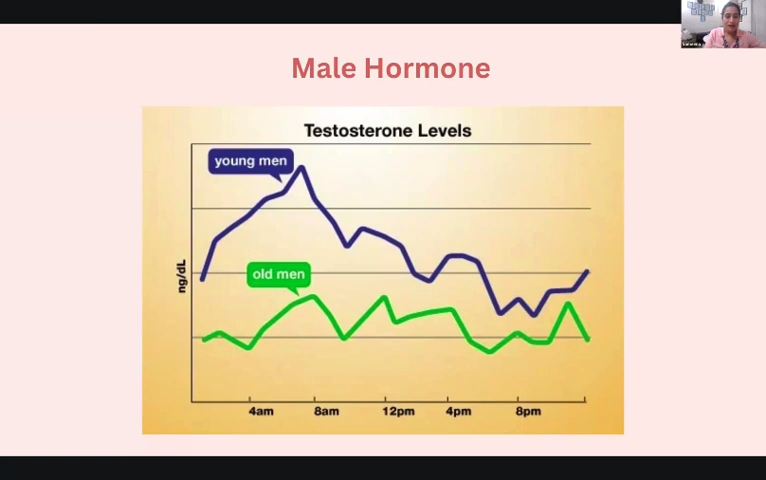 Male Hormone
Testosterone Levels
young men
old men
ng/dL
4am 8am 12pm 4pm 8pm